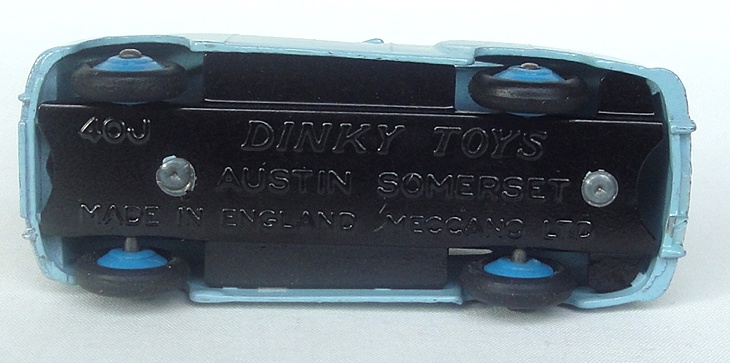 40J DINKY TOYS
AUSTIN SOMERSET
MADE IN ENGLAND MECCANO LTD